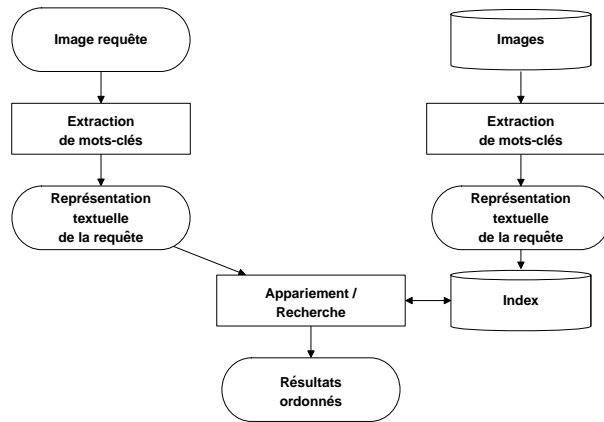 Image requête
Images
Extraction
de mots-clés
Extraction
de mots-clés
Représentation
textuelle
de la requête
Représentation
textuelle
de la requête
Appariement /
Recherche
Index
Résultats
ordonnés